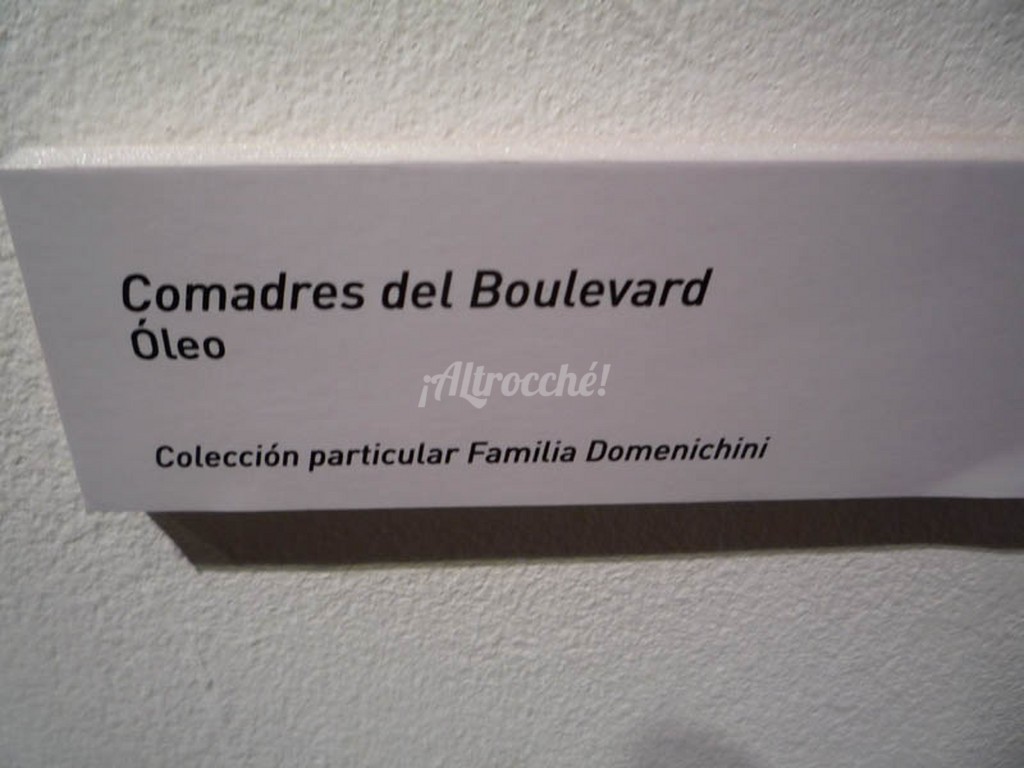 Comadres del Boulevard
Óleo
¡Altrocché!
Colección particular Familia Domenichini